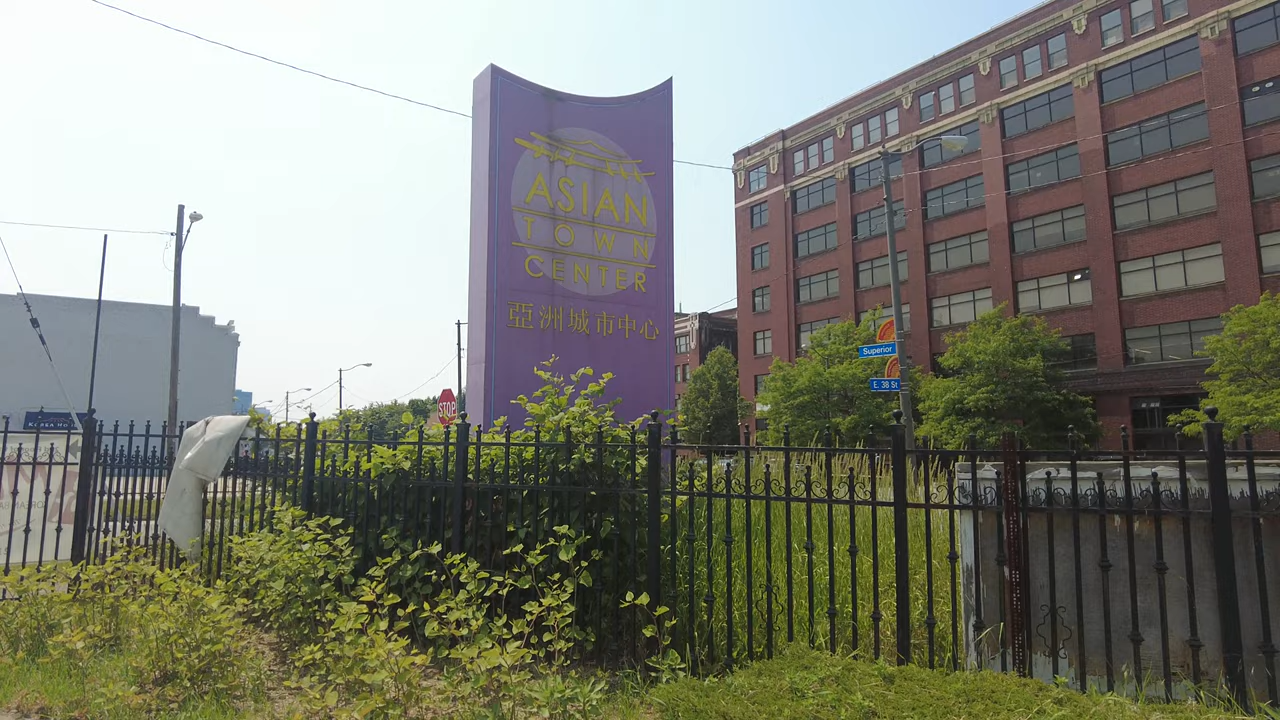 ASIAN
TOWN
CENTER
亞洲城市中心
STOP
Superior
E. 38 St